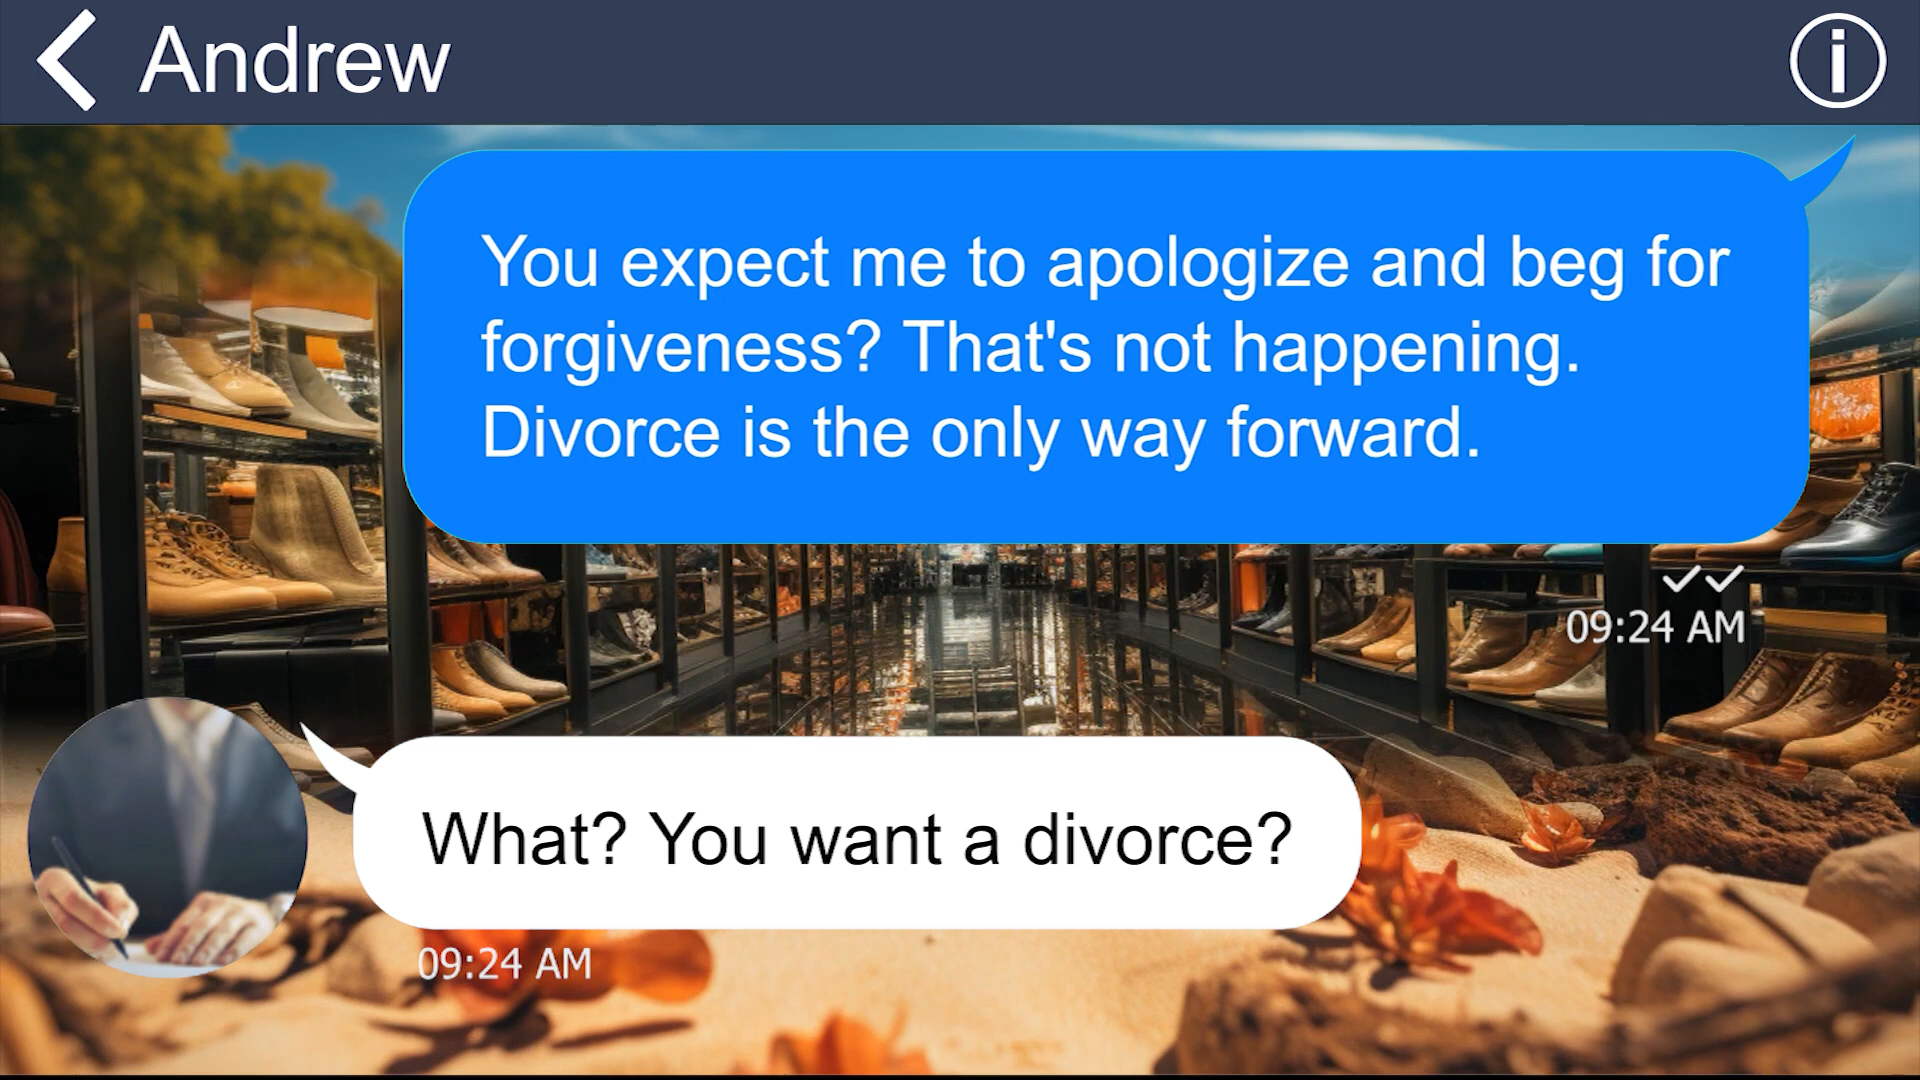 Andrew
You expect me to apologize and beg for
forgiveness? That's not happening.
Divorce is the only way forward.
09:24 AM
What? You want a divorce?
09:24 AM